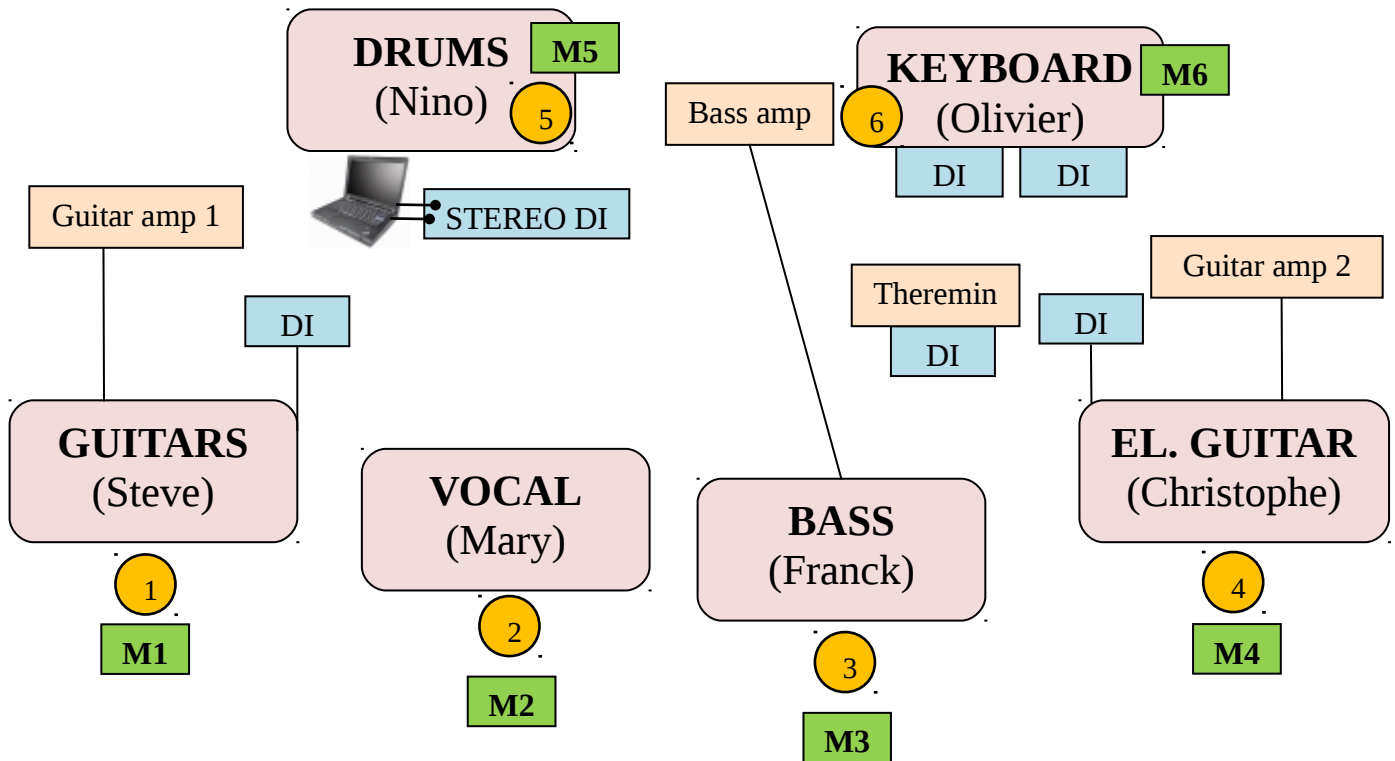 DRUMS
(Nino)
M5
5
KEYBOARD
(Olivier)
M6
6
Bass amp
DI
DI
STEREO DI
Guitar amp 1
DI
Theremin
DI
DI
Guitar amp 2
GUITARS
(Steve)
1
M1
VOCAL
(Mary)
2
M2
BASS
(Franck)
3
M3
EL. GUITAR
(Christophe)
4
M4